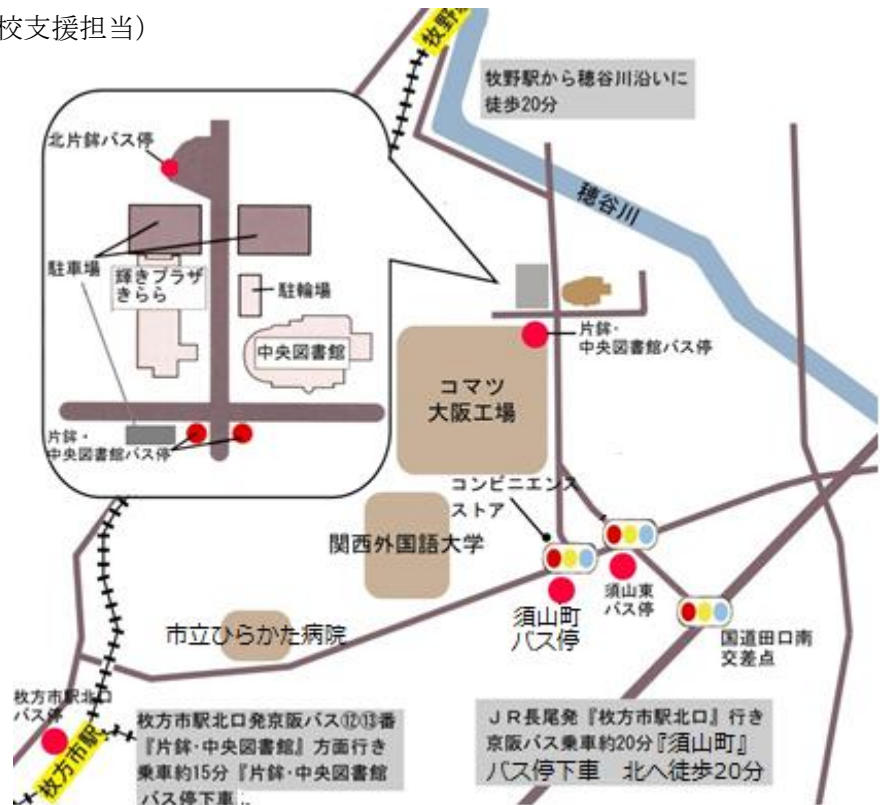 校支援担当)
牧野
牧野駅から穂谷川沿いに
徒歩20分
穂谷川
北片鉾バス停
駐車場
輝きプラザ
きらら
駐輪場
中央図書館
片鉾・
中央図書館バス停
片鉾・
中央図書館バス停
コマツ
大阪工場
コンビニエンス
ストア
関西外国語大学
須山町
バス停
須山東
バス停
国道田口南
交差点
市立ひらかた病院
枚方市駅北口
バス停
枚方市駅
枚方市駅北口発京阪バス⑫⑬番
『片鉾・中央図書館』方面行き
乗車約15分『片鉾・中央図書館
バス停下車
JR長尾発『枚方市駅北口』行き
京阪バス乗車約20分『須山町』
バス停下車 北へ徒歩20分